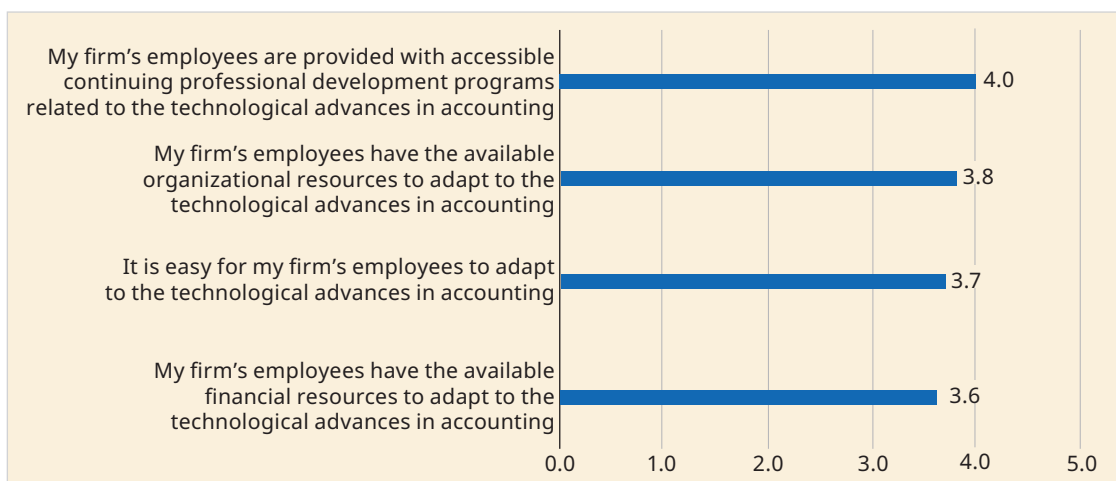 My firm’s employees are provided with accessible
continuing professional development programs
related to the technological advances in accounting
4.0
My firm’s employees have the available
organizational resources to adapt to the
technological advances in accounting
3.8
It is easy for my firm’s employees to adapt
to the technological advances in accounting
3.7
My firm’s employees have the available
financial resources to adapt to the
technological advances in accounting
3.6
0.0 1.0 2.0 3.0 4.0 5.0